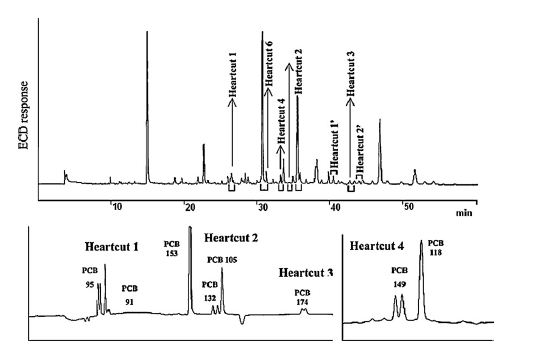 ECD response
Heartcut 1
Heartcut 6
Heartcut 4
Heartcut 2
Heartcut 1'
Heartcut 3
Heartcut 2'
10
20
30
40
50
min
Heartcut 1
PCB
95
PCB
91
PCB
153
Heartcut 2
PCB 105
PCB
132
Heartcut 3
PCB
174
Heartcut 4
PCB
149
PCB
118